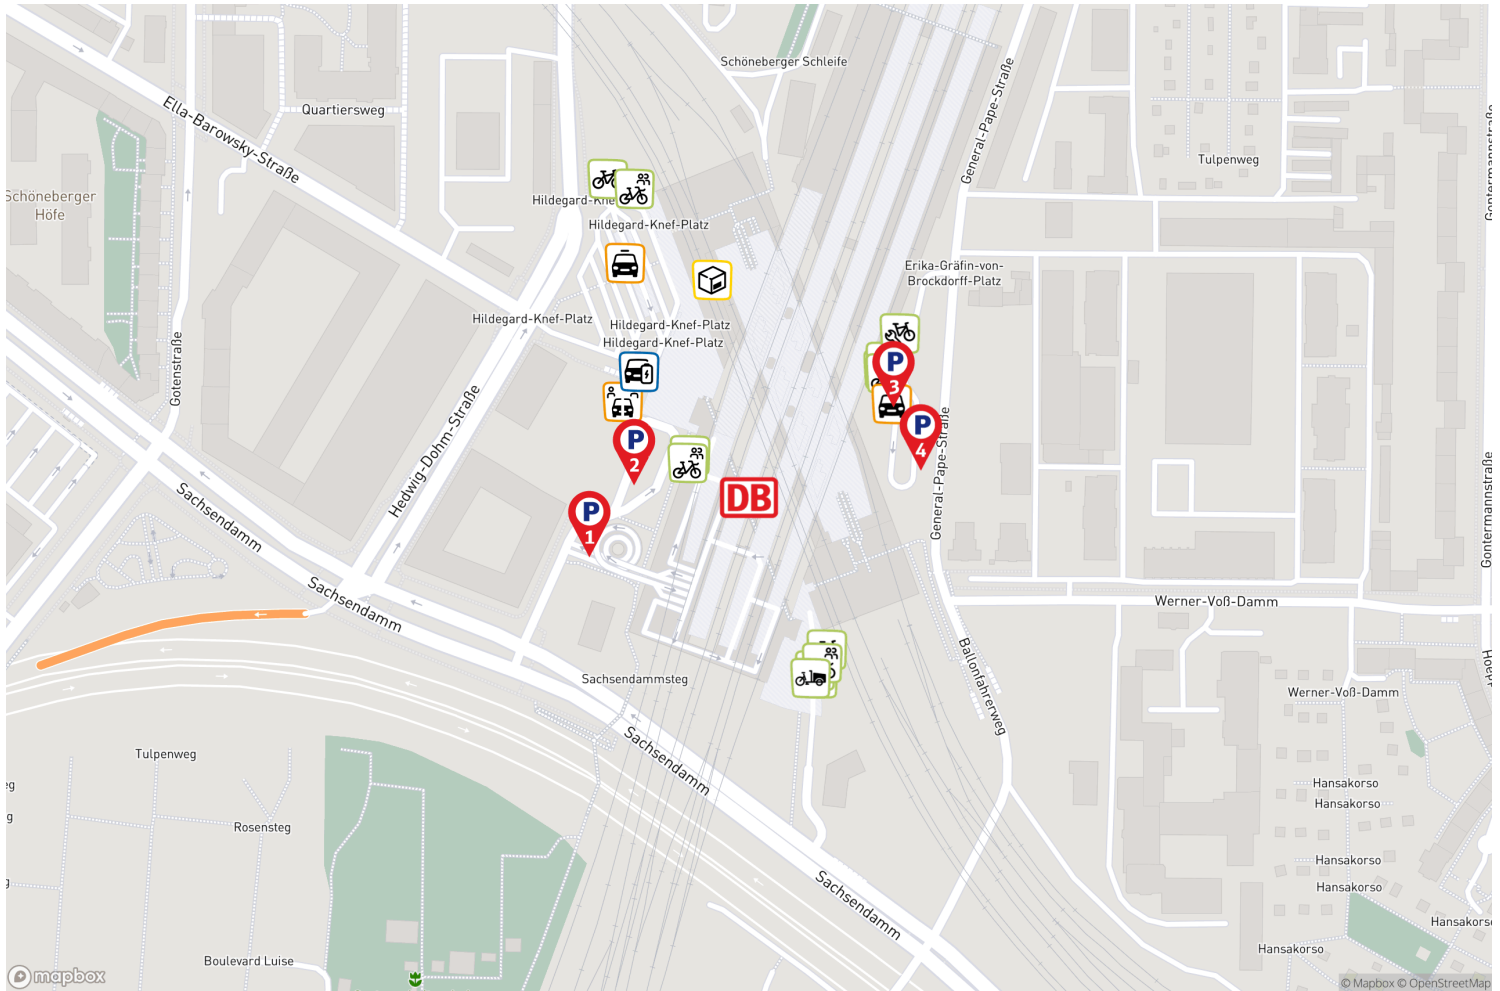 Schöneberger Schleife
Quartiersweg
Ella-Barowsky-Straße
General-Pape-Straße
Tulpenweg
Gontermannstraße
Schöneberger
Höfe
Hildegard-Knef
Hildegard-Knef-Platz
Erika-Gräfin-von-
Brockdorff-Platz
Hildegard-Knef-Platz
Hildegard-Knef-Platz
Hildegard-Knef-Platz
Gotenstraße
P
3
Hedwig-Dohm-Straße
P
4
General-Pape-Straße
P
2
DB
Gontermannstraße
Sachsendamm
P
1
Sachsendamm
Werner-Voß-Damm
Ballonfahrerweg
Sachsendammsteg
Werner-Voß-Damm
Sachsendamm
Tulpenweg
Hansakorso
Hansakorso
Rosensteg
Hansakorso
Hansakorso
Sachsendamm
Hansakorso
Hansakorso
Boulevard Luise
mapbox
© Mapbox © OpenStreetMap